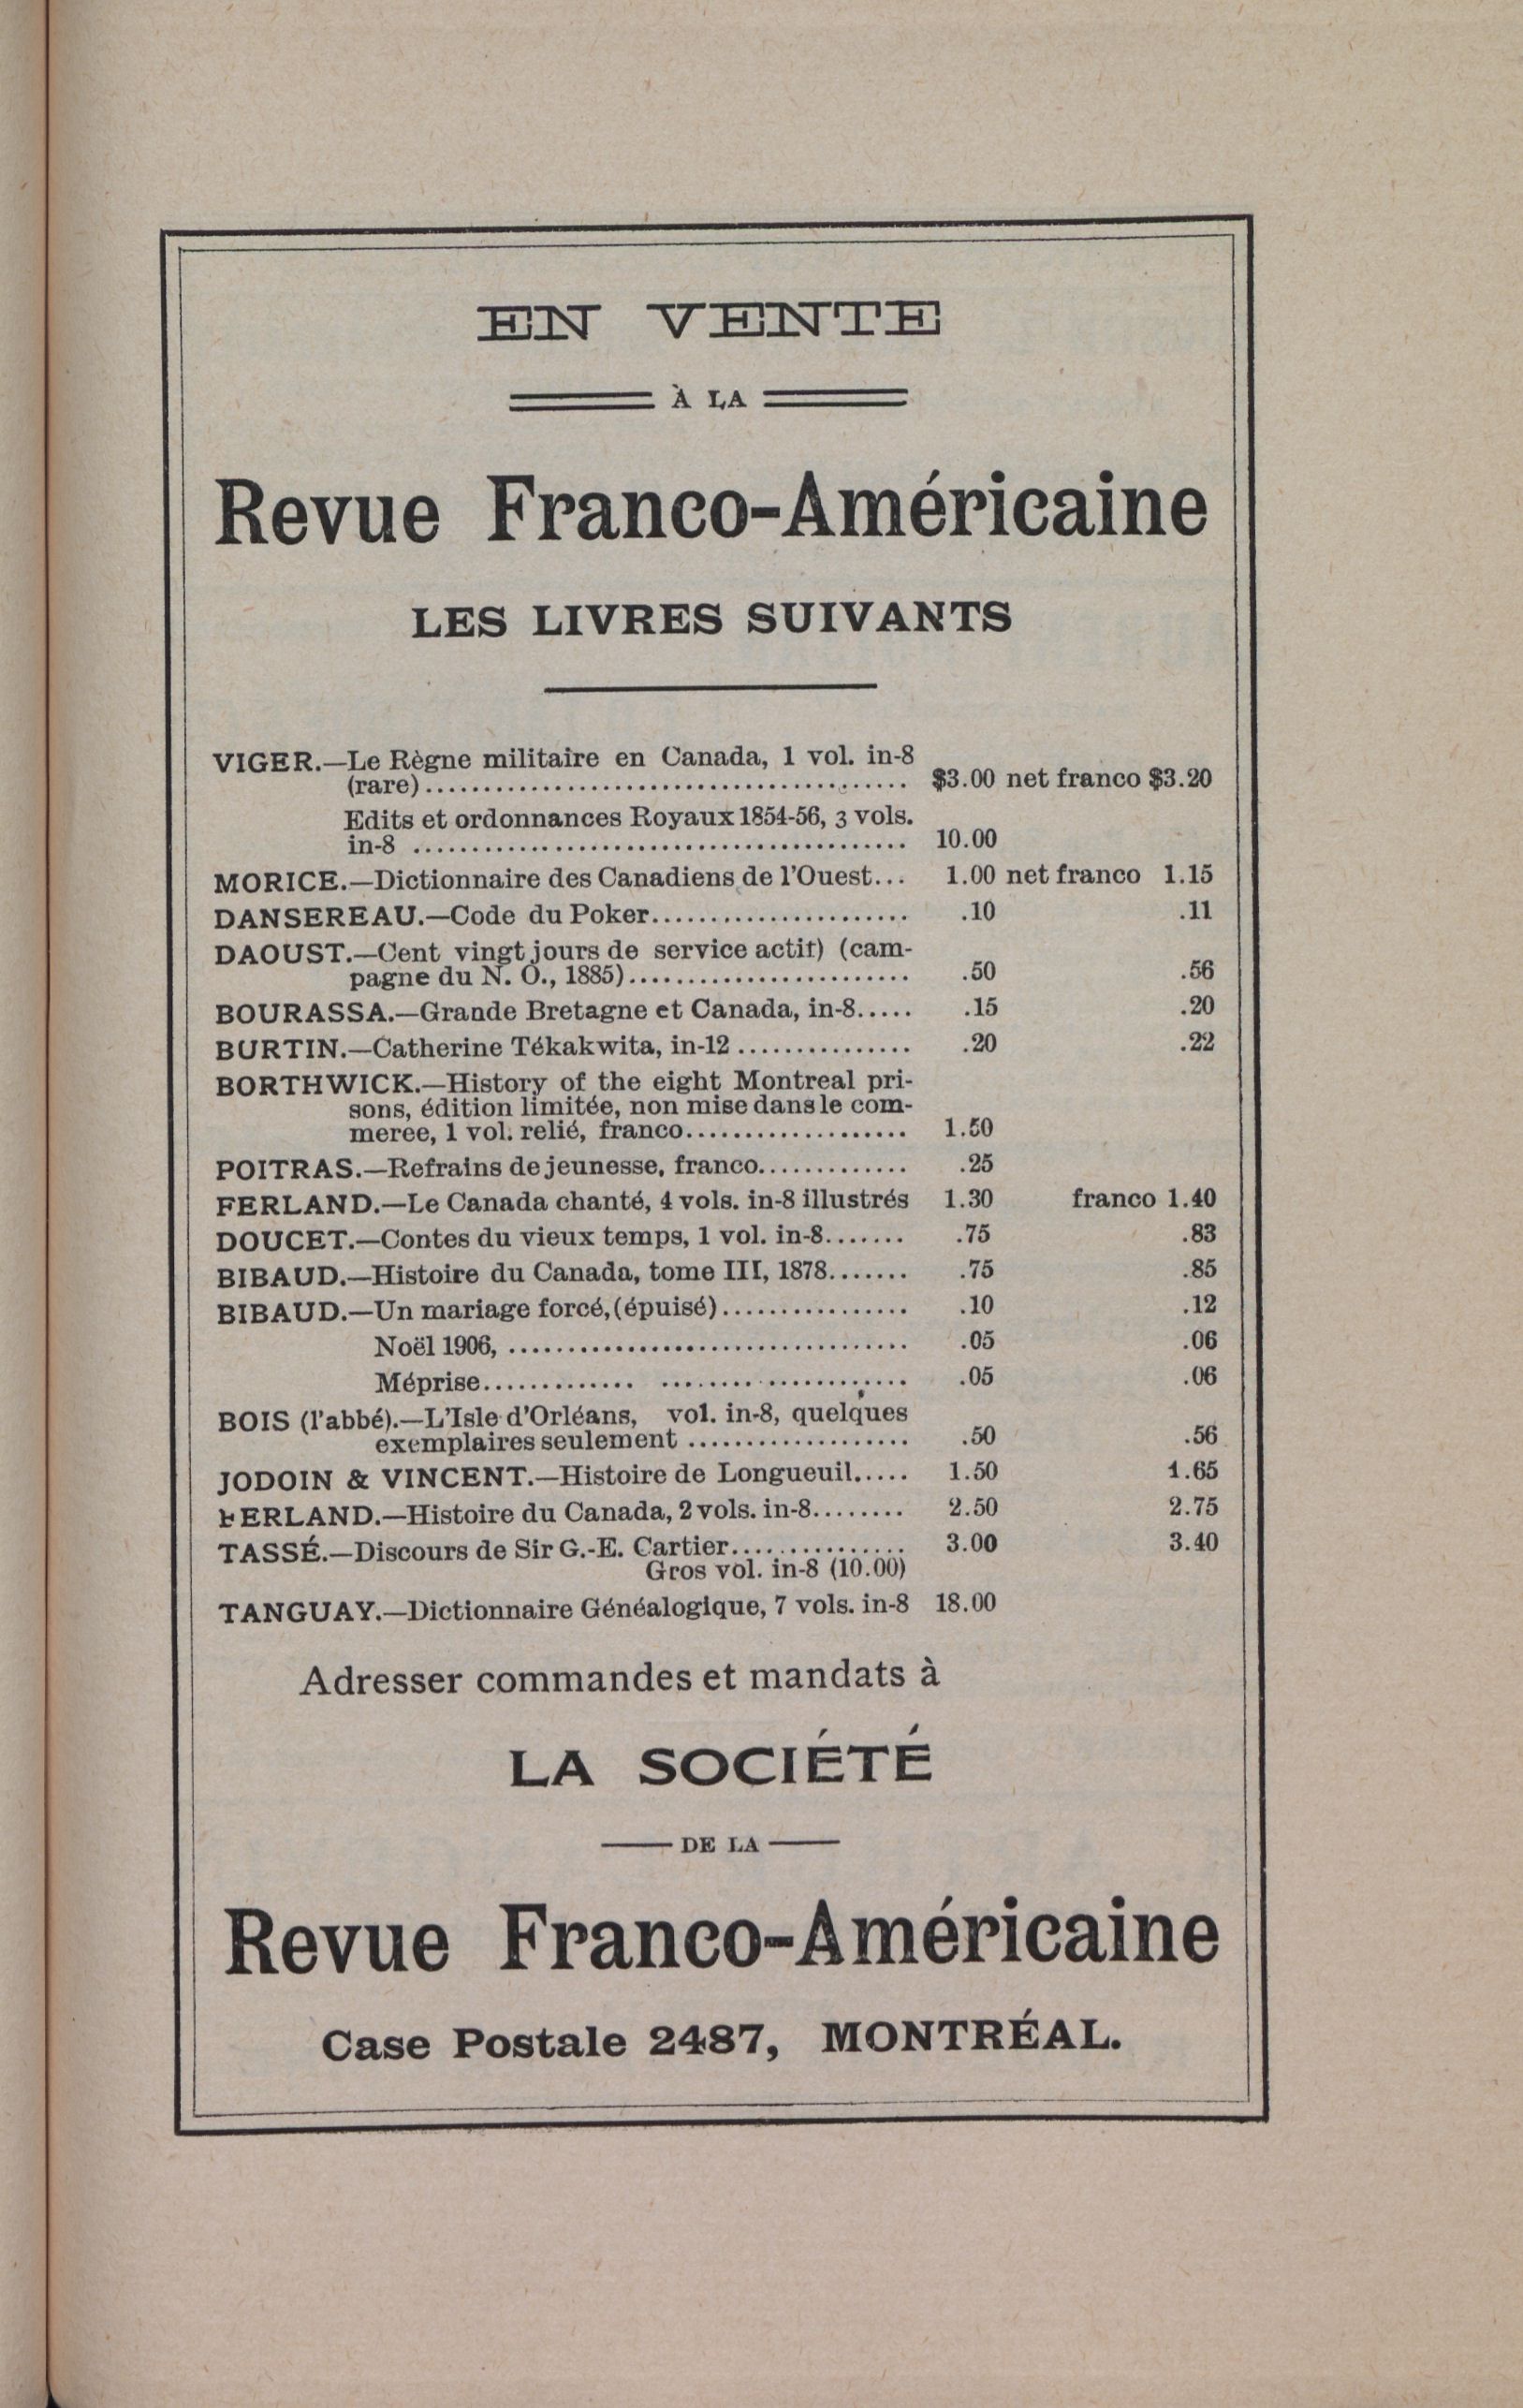 EN VENTE
À LA
Revue Franco-Américaine
LES LIVRES SUIVANTS
VIGER.—Le Règne militaire en Canada, 1 vol. in-8
(rare)........................................ $3.00 net franco $3.20
Edits et ordonnances Royaux 1854-56, 3 vols.
in-8 ........................................ 10.00
MORICE.—Dictionnaire des Canadiens de l'Ouest... 1.00 net franco 1.15
DANSEREAU.—Code du Poker...................... .10 .11
DAOUST.—Cent vingt jours de service actif) (cam-
pagne du N. O., 1885)........................ .50 .56
BOURASSA.—Grande Bretagne et Canada, in-8..... .15 .20
BURTIN.—Catherine Tékakwita, in-12 ............... .20 .22
BORTHWICK.—History of the eight Montreal pri-
sons, édition limitée, non mise dans le com-
meree, 1 vol. relié, franco................... 1.50
POITRAS.—Refrains de jeunesse, franco............. .25
FERLAND.—Le Canada chanté, 4 vols. in-8 illustrés 1.30 franco 1.40
DOUCET.—Contes du vieux temps, 1 vol. in-8....... .75 .83
BIBAUD.—Histoire du Canada, tome III, 1878....... .75 .85
BIBAUD.—Un mariage forcé, (épuisé)................ .10 .12
Noël 1906, .................................. .05 .06
Méprise............. ..................... .05 .06
BOIS (l'abbé).—L'Isle d'Orléans, vol. in-8, quelques
exemplaires seulement ................... .50 .56
JODOIN & VINCENT.—Histoire de Longueuil..... 1.50 1.65
FERLAND.—Histoire du Canada, 2 vols. in-8........ 2.50 2.75
TASSÉ.—Discours de Sir G.-E. Cartier............... 3.00 3.40
Gros vol. in-8 (10.00)
TANGUAY.—Dictionnaire Généalogique, 7 vols. in-8 18.00
Adresser commandes et mandats à
LA SOCIÉTÉ
DE LA
Revue Franco-Américaine
Case Postale 2487, MONTRÉAL.